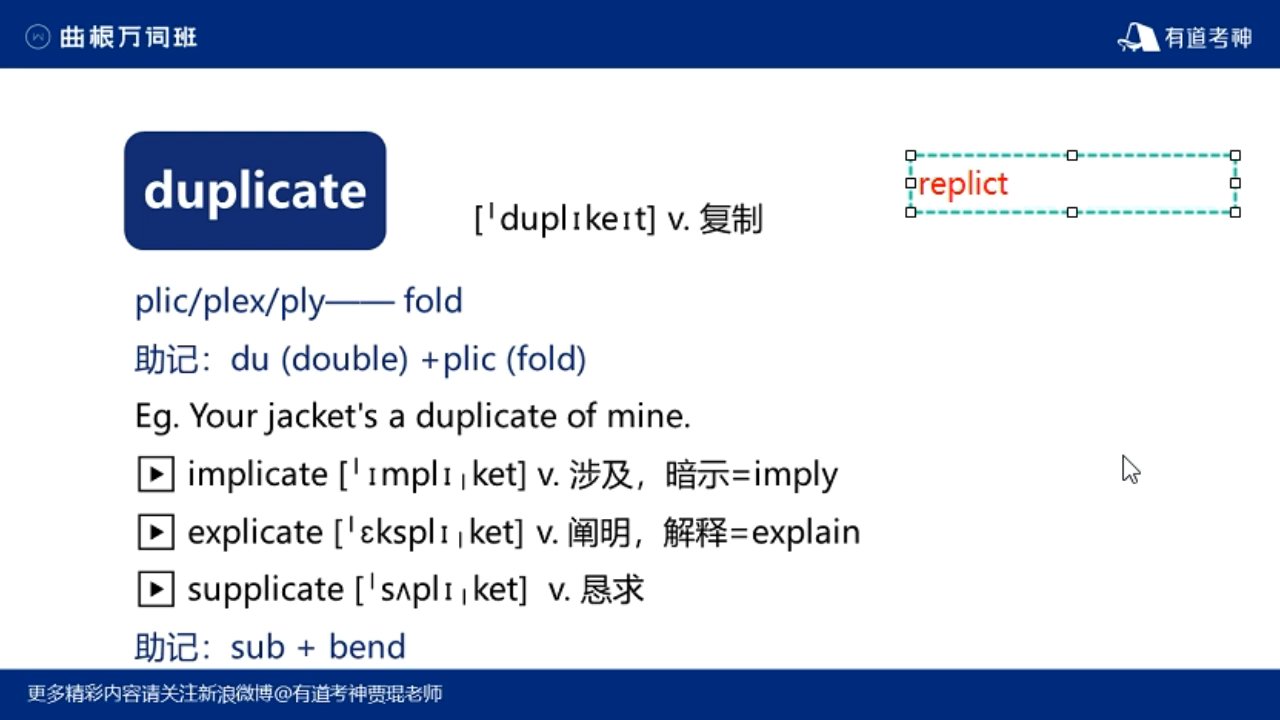 曲根万词班
有道考神
duplicate
['duplɪkeɪt] v. 复制
replict
plic/plex/ply—— fold
助记：du (double) +plic (fold)
Eg. Your jacket's a duplicate of mine.
implicate [ˈɪmplɪˌket] v. 涉及，暗示=imply
explicate [ˈɛksplɪˌket] v. 阐明，解释=explain
supplicate [ˈsʌplɪˌket] v. 恳求
助记：sub + bend
更多精彩内容请关注新浪微博@有道考神贾琨老师